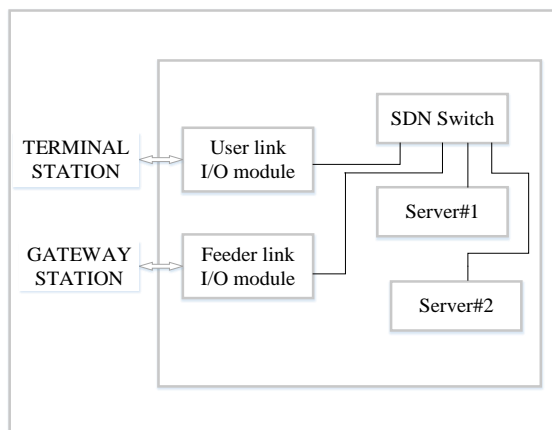 SDN Switch
TERMINAL
STATION
User link
I/O module
Server#1
GATEWAY
STATION
Feeder link
I/O module
Server#2